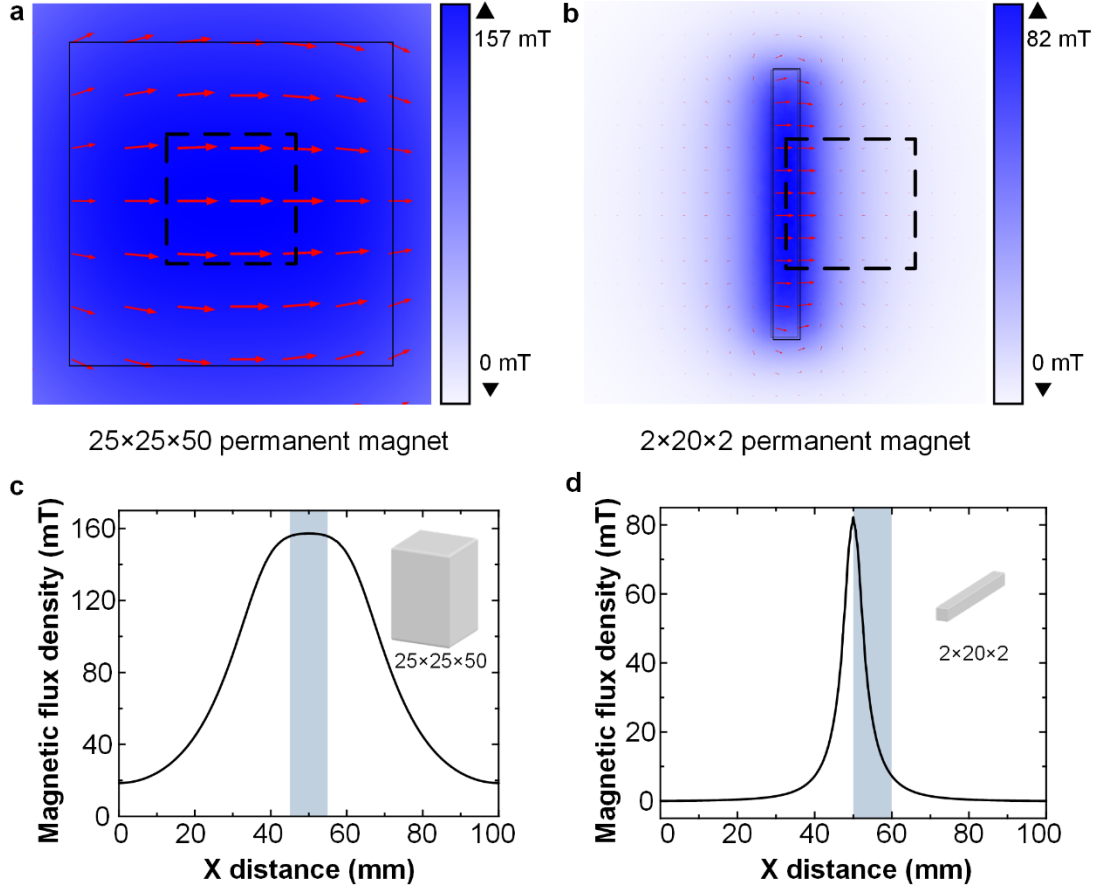 a
157 mT
0 mT
25×25×50 permanent magnet
b
82 mT
0 mT
2×20×2 permanent magnet
c
Magnetic flux density (mT)
160
120
80
40
0
0 20 40 60 80 100
X distance (mm)
25×25×50
d
Magnetic flux density (mT)
80
60
40
20
0
0 20 40 60 80 100
X distance (mm)
2×20×2